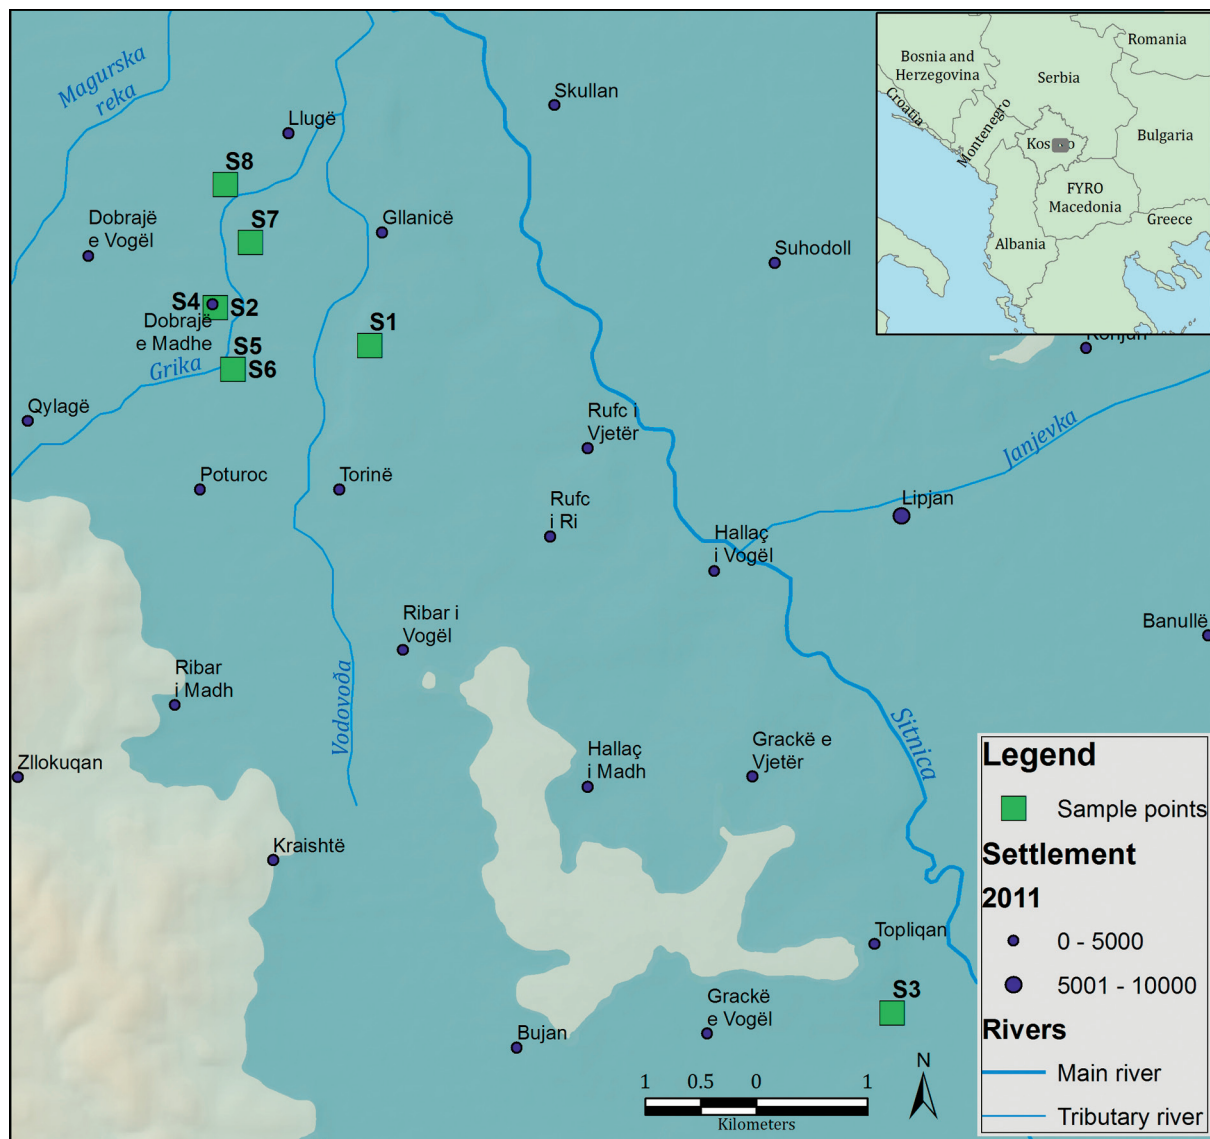 Magurska
reka
Llugë
Skullan
S8
S7
Dobrajë
e Vogël
Gllanicë
Suhodoll
S4
S2
Dobrajë
e Madhe
S1
S5
S6
Grika
Qylagë
Rufc i
Vjetër
Janjevka
Poturoc
Torinë
Lipjan
Rufc
i Ri
Hallaç
i Vogël
Ribar i
Vogël
Banullë
Ribar
i Madh
Vodovođa
Sitnica
Zllokuqan
Hallaç
i Madh
Grackë e
Vjetër
Kraishtë
Topliqan
S3
Grackë
e Vogël
Bujan
N
1 0.5 0 1
Kilometers
Bosnia and
Herzegovina
Romania
Serbia
Croatia
Montenegro
Bulgaria
FYRO
Macedonia
Greece
Albania
Legend
Sample points
Settlement
2011
0 - 5000
5001 - 10000
Rivers
Main river
Tributary river